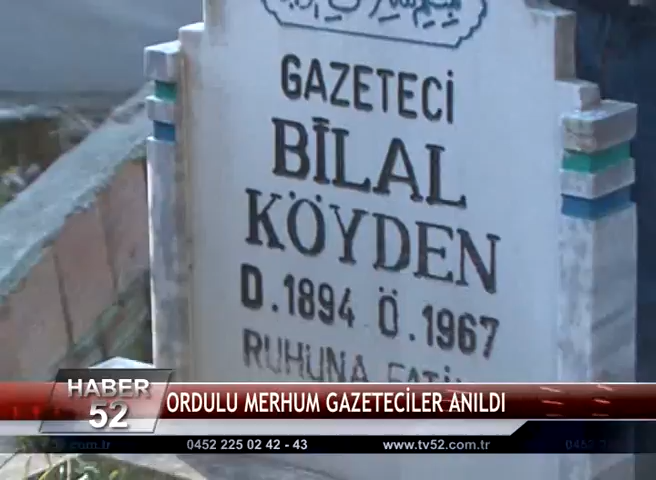 GAZETECİ
BİLAL
KÖYDEN
D.1894 Ö.1967
RUHUNA
HABER
52
ORDULU MERHUM GAZETECİLER ANILDI
0452 225 02 42 - 43
www.tv52.com.tr